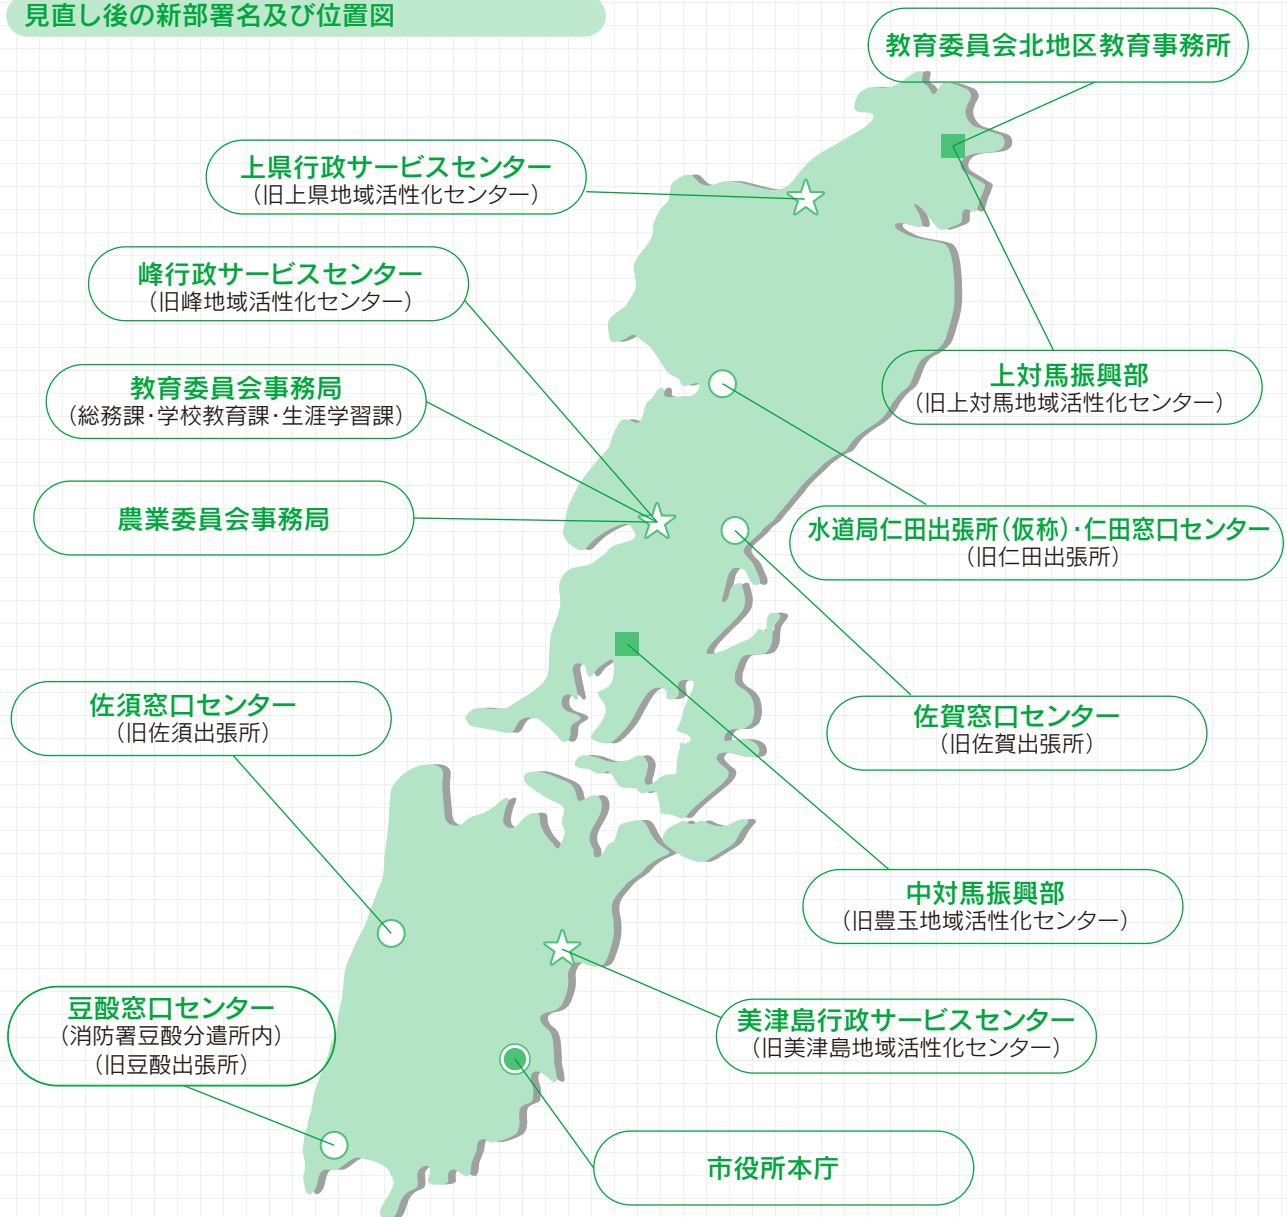 見直し後の新部署名及び位置図
教育委員会北地区教育事務所
上県行政サービスセンター
（旧上県地域活性化センター）
峰行政サービスセンター
（旧峰地域活性化センター）
上対馬振興部
（旧上対馬地域活性化センター）
教育委員会事務局
（総務課・学校教育課・生涯学習課）
農業委員会事務局
水道局仁田出張所（仮称）・仁田窓口センター
（旧仁田出張所）
佐須窓口センター
（旧佐須出張所）
佐賀窓口センター
（旧佐賀出張所）
中対馬振興部
（旧豊玉地域活性化センター）
豆酘窓口センター
（消防署豆酘分遣所内）
（旧豆酘出張所）
美津島行政サービスセンター
（旧美津島地域活性化センター）
市役所本庁